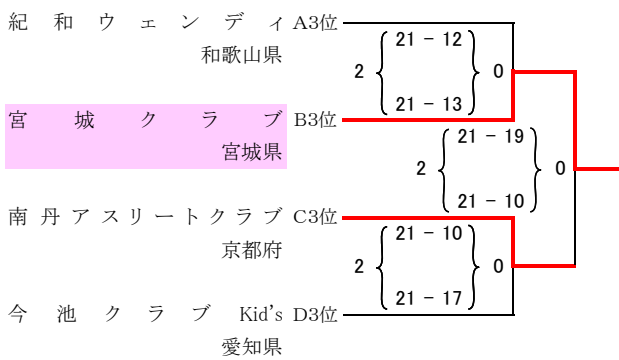 紀和ウェンディ A3位
和歌山県
21 − 12
2 0
21 − 13
宮城クラブ B3位
宮城県
21 − 19
2 0
21 − 10
南丹アスリートクラブ C3位
京都府
21 − 10
2 0
21 − 17
今池クラブ Kid's D3位
愛知県